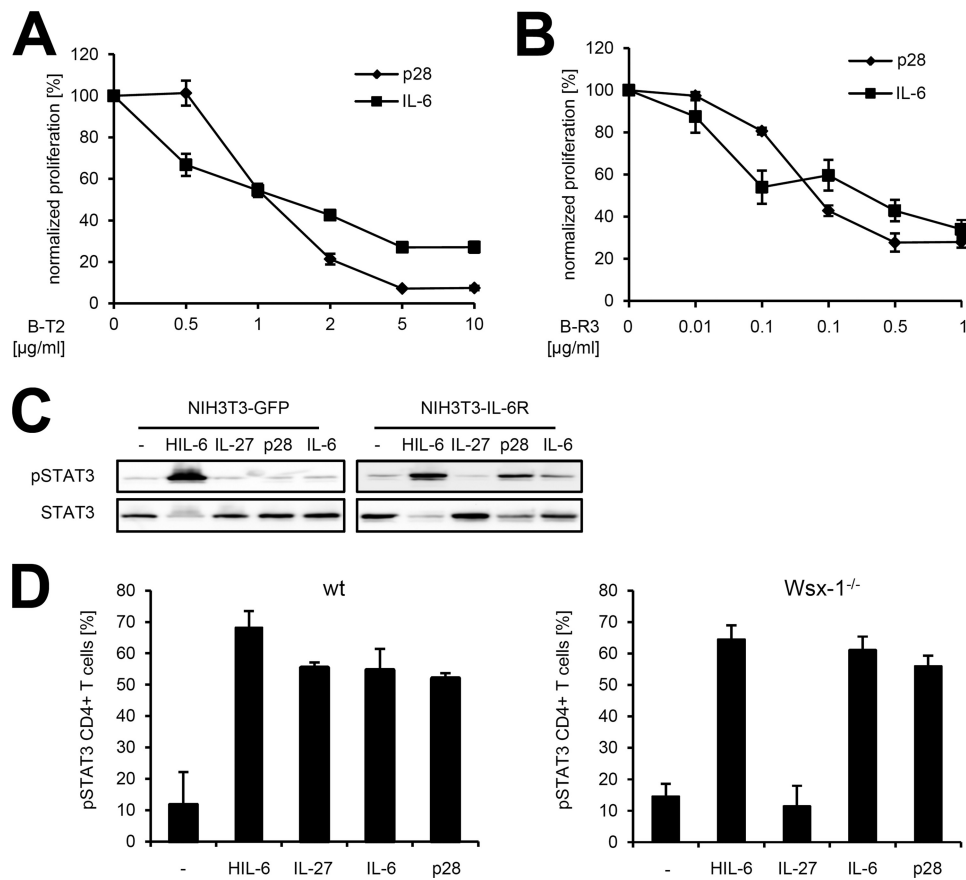 A
normalized proliferation [%]
120
100
80
60
40
20
0
p28
IL-6
0 0.5 1 2 5 10
B-T2
[µg/ml]
B
normalized proliferation [%]
120
100
80
60
40
20
0
p28
IL-6
0 0.01 0.1 0.1 0.5 1
B-R3
[µg/ml]
C
NIH3T3-GFP
- HIL-6 IL-27 p28 IL-6
NIH3T3-IL-6R
- HIL-6 IL-27 p28 IL-6
pSTAT3
STAT3
D
wt
pSTAT3 CD4+ T cells [%]
80
70
60
50
40
30
20
10
0
- HIL-6 IL-27 IL-6 p28
Wsx-1-/-
pSTAT3 CD4+ T cells [%]
80
70
60
50
40
30
20
10
0
- HIL-6 IL-27 IL-6 p28